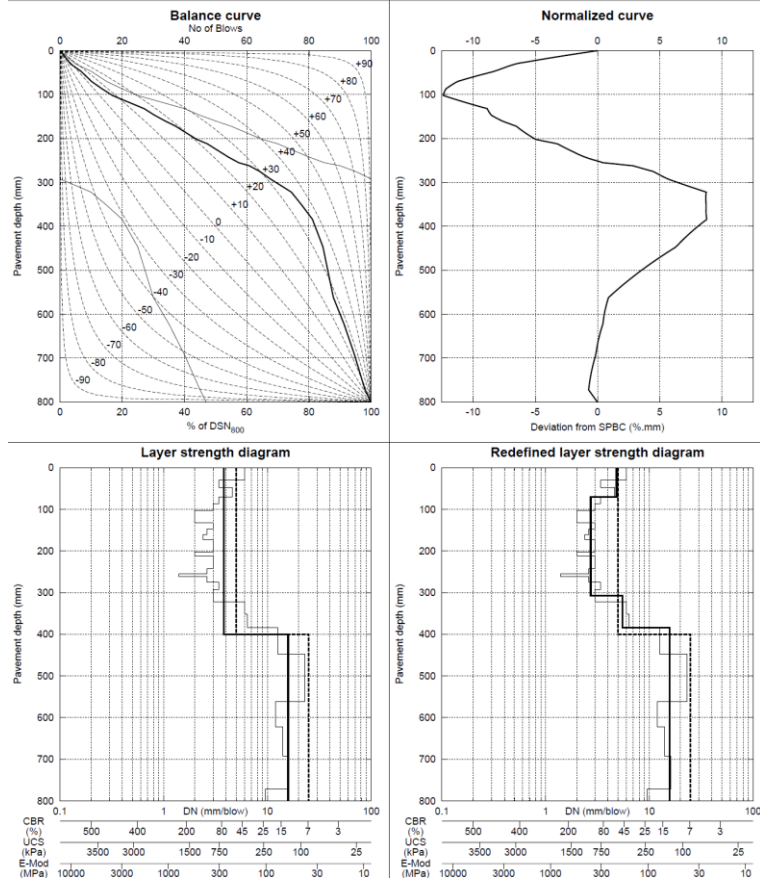 Balance curve
No of Blows
0 20 40 60 80 100
0
100
200
300
400
500
600
700
800
Pavement depth (mm)
+90
+80
+70
+60
+50
+40
+30
+20
+10
0
-10
-20
-30
-40
-50
-60
-70
-80
-90
0 20 40 60 80 100
% of DSN800
Normalized curve
-10 -5 0 5 10
0
100
200
300
400
500
600
700
800
Pavement depth (mm)
-10 -5 0 5 10
Deviation from SPBC (%.mm)
Layer strength diagram
0
100
200
300
400
500
600
700
800
Pavement depth (mm)
0.1 1 10 100
DN (mm/blow)
CBR (%) 500 400 200 80 45 25 15 7 3
UCS (kPa) 3500 3000 1500 750 250 100 25
E-Mod (MPa) 10000 3000 1000 300 100 30 10
Redefined layer strength diagram
0
100
200
300
400
500
600
700
800
Pavement depth (mm)
0.1 1 10 100
DN (mm/blow)
CBR (%) 500 400 200 80 45 25 15 7 3
UCS (kPa) 3500 3000 1500 750 250 100 25
E-Mod (MPa) 10000 3000 1000 300 100 30 10